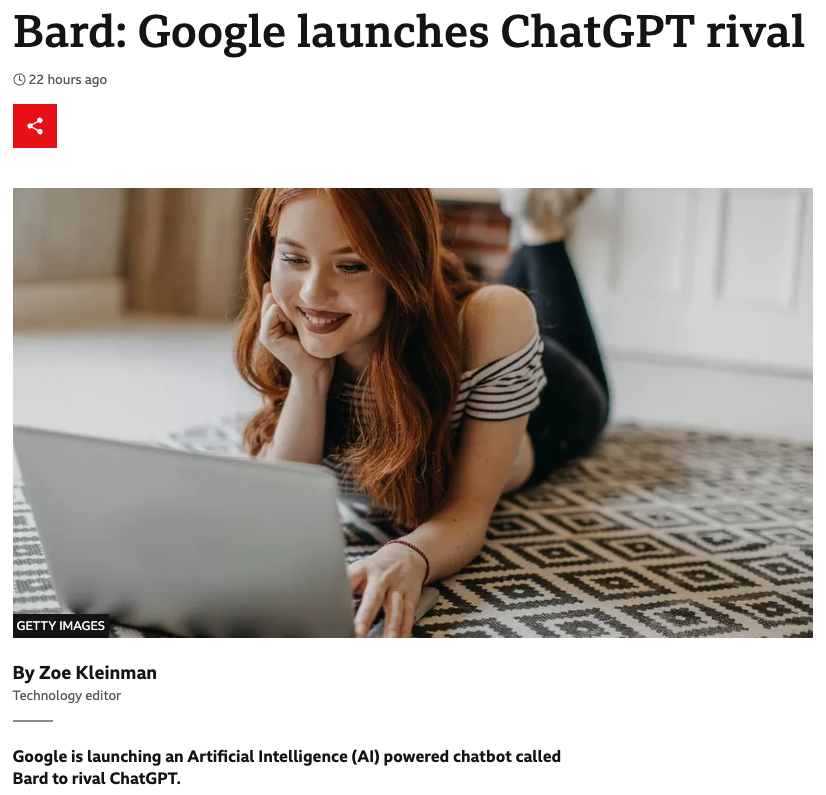 Bard: Google launches ChatGPT rival
22 hours ago
GETTY IMAGES
By Zoe Kleinman
Technology editor
Google is launching an Artificial Intelligence (AI) powered chatbot called
Bard to rival ChatGPT.